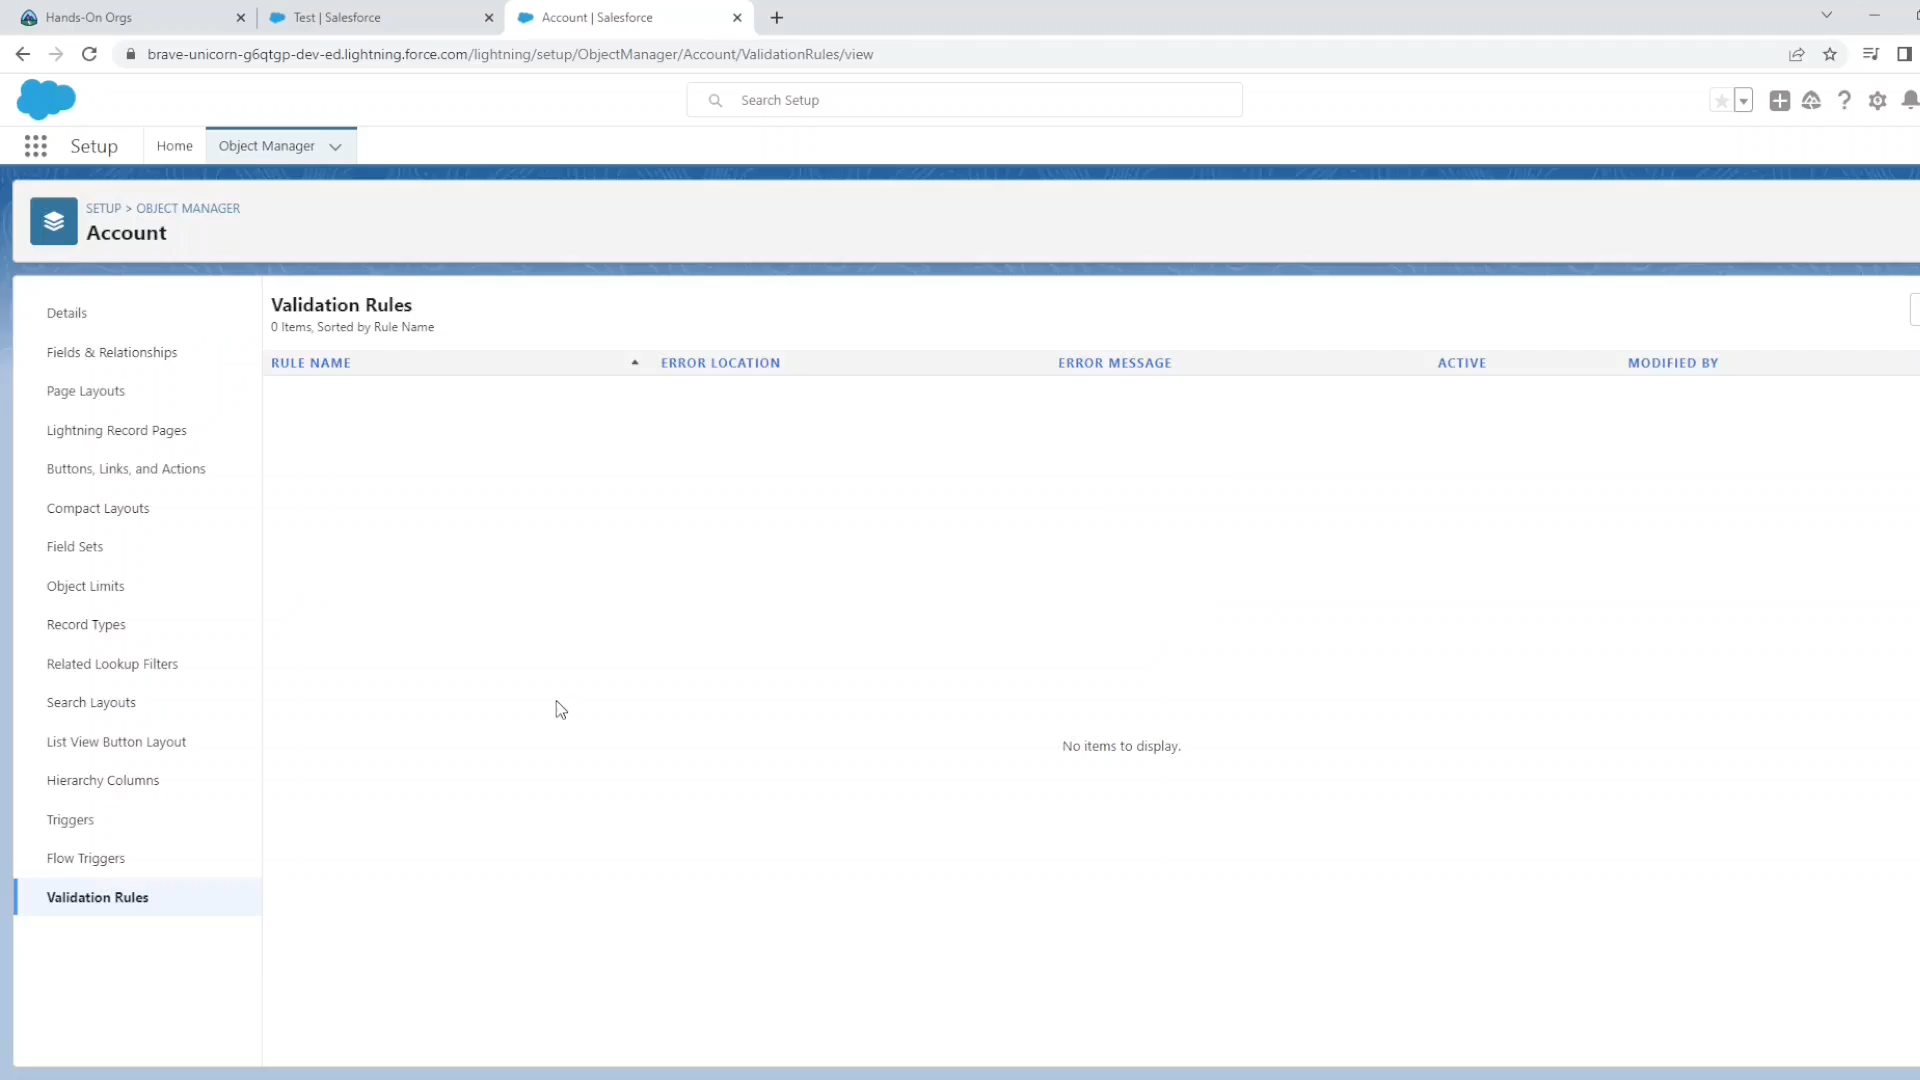 Hands-On Orgs
Test | Salesforce
Account | Salesforce
brave-unicorn-g6qtgp-dev-ed.lightning.force.com/lightning/setup/ObjectManager/Account/ValidationRules/view
Search Setup
Setup
Home
Object Manager
SETUP > OBJECT MANAGER
Account
Details
Fields & Relationships
Page Layouts
Lightning Record Pages
Buttons, Links, and Actions
Compact Layouts
Field Sets
Object Limits
Record Types
Related Lookup Filters
Search Layouts
List View Button Layout
Hierarchy Columns
Triggers
Flow Triggers
Validation Rules
Validation Rules
0 Items, Sorted by Rule Name
RULE NAME
ERROR LOCATION
ERROR MESSAGE
ACTIVE
MODIFIED BY
No items to display.